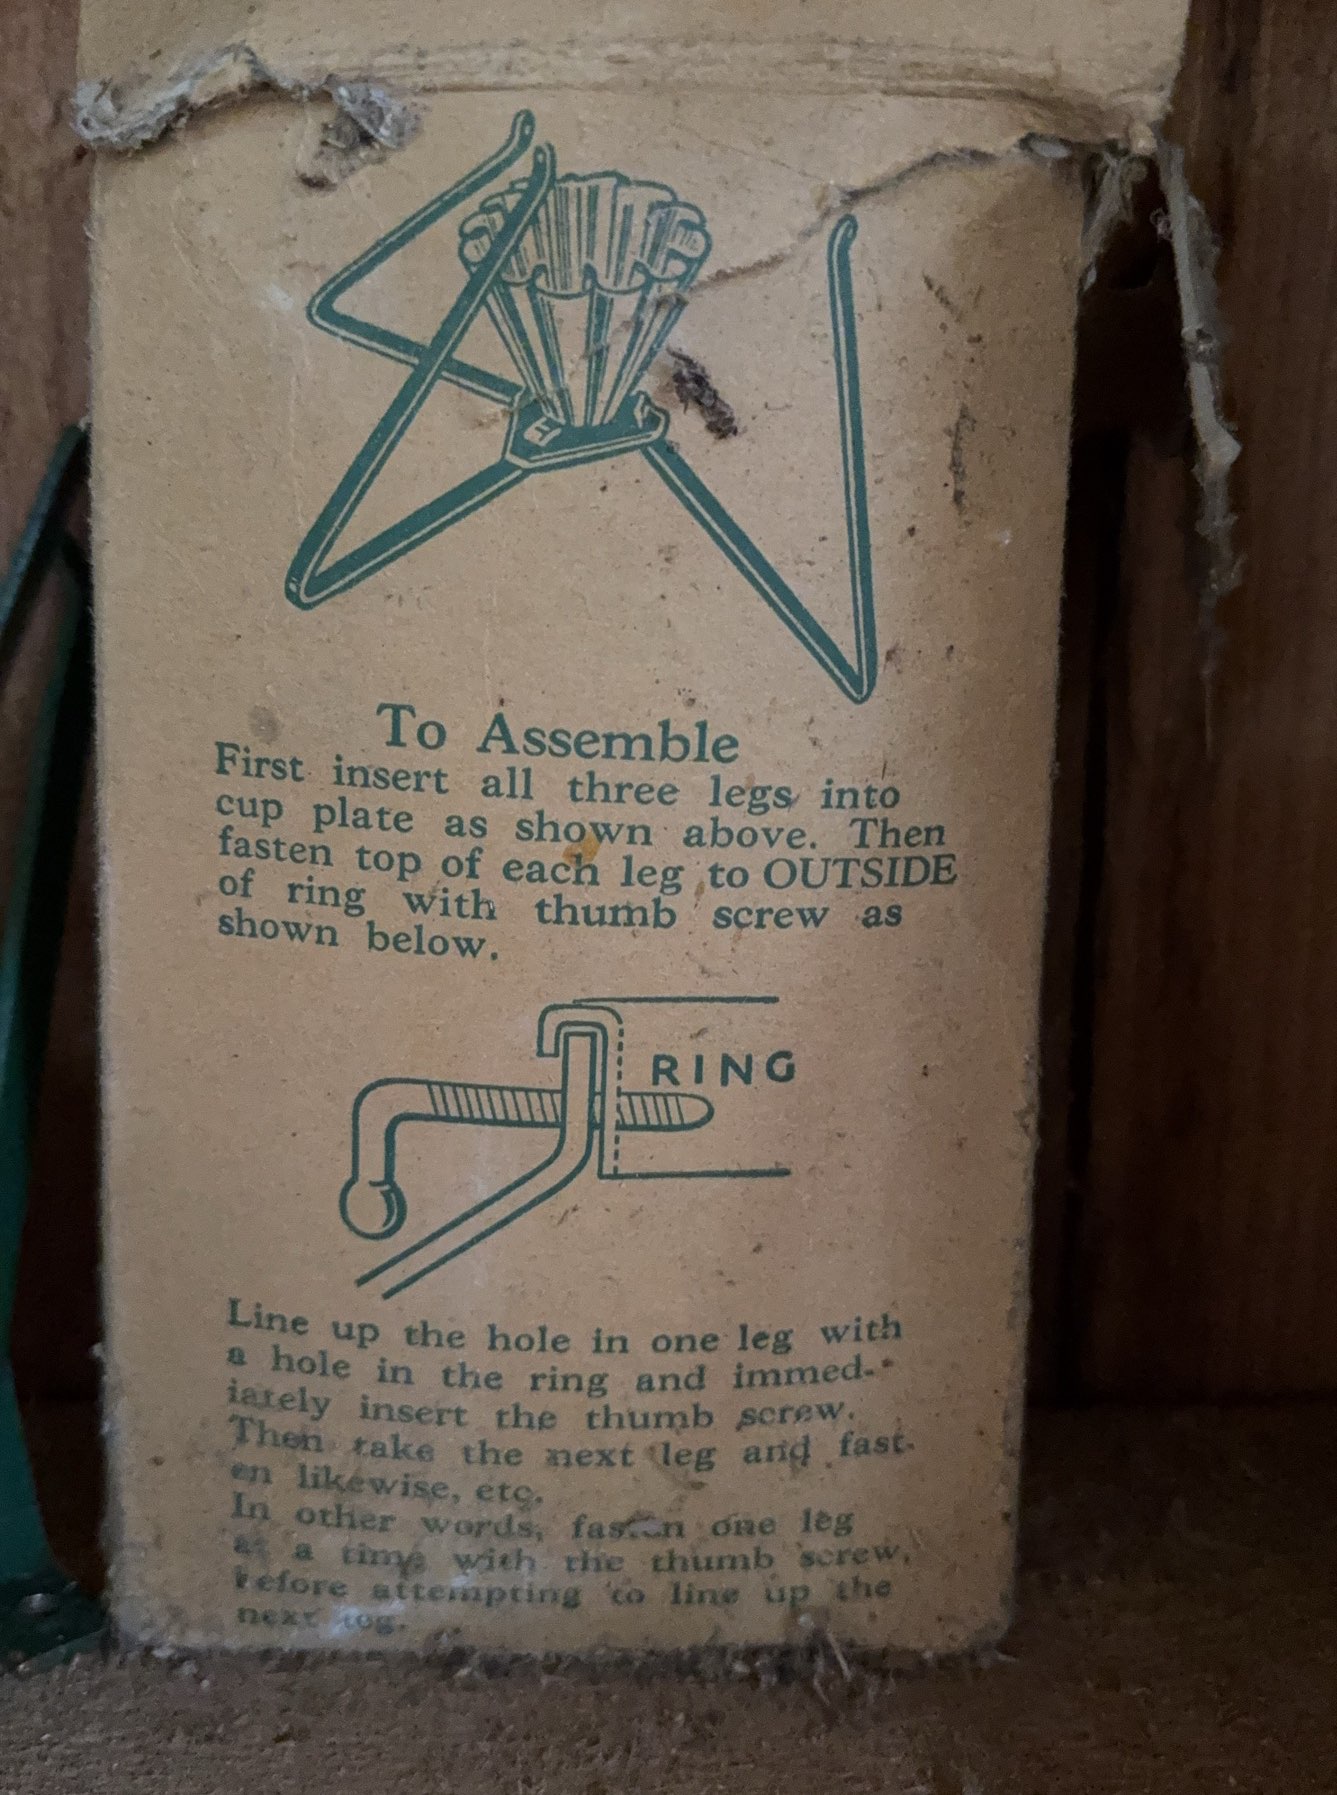 To Assemble
First insert all three legs into
cup plate as shown above. Then
fasten top of each leg to OUTSIDE
of ring with thumb screw as
shown below.
RING
Line up the hole in one leg with
a hole in the ring and immed-
iately insert the thumb screw.
Then take the next leg and fast-
en likewise, etc.
In other words, fasten one leg
at a time with the thumb screw,
before attempting to line up the
next